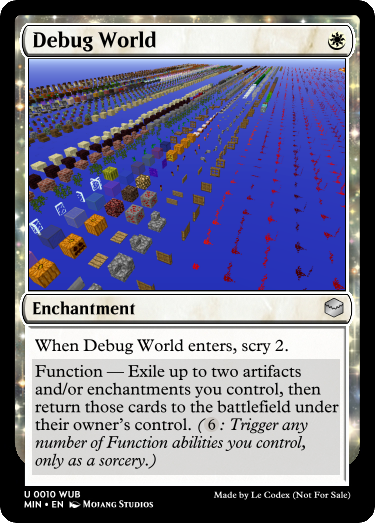 Debug World
Enchantment
When Debug World enters, scry 2.
Function — Exile up to two artifacts
and/or enchantments you control, then
return those cards to the battlefield under
their owner's control. ( 6 : Trigger any
number of Function abilities you control,
only as a sorcery.)
U 0010 WUB
MIN • EN Mojang Studios
Made by Le Codex (Not For Sale)